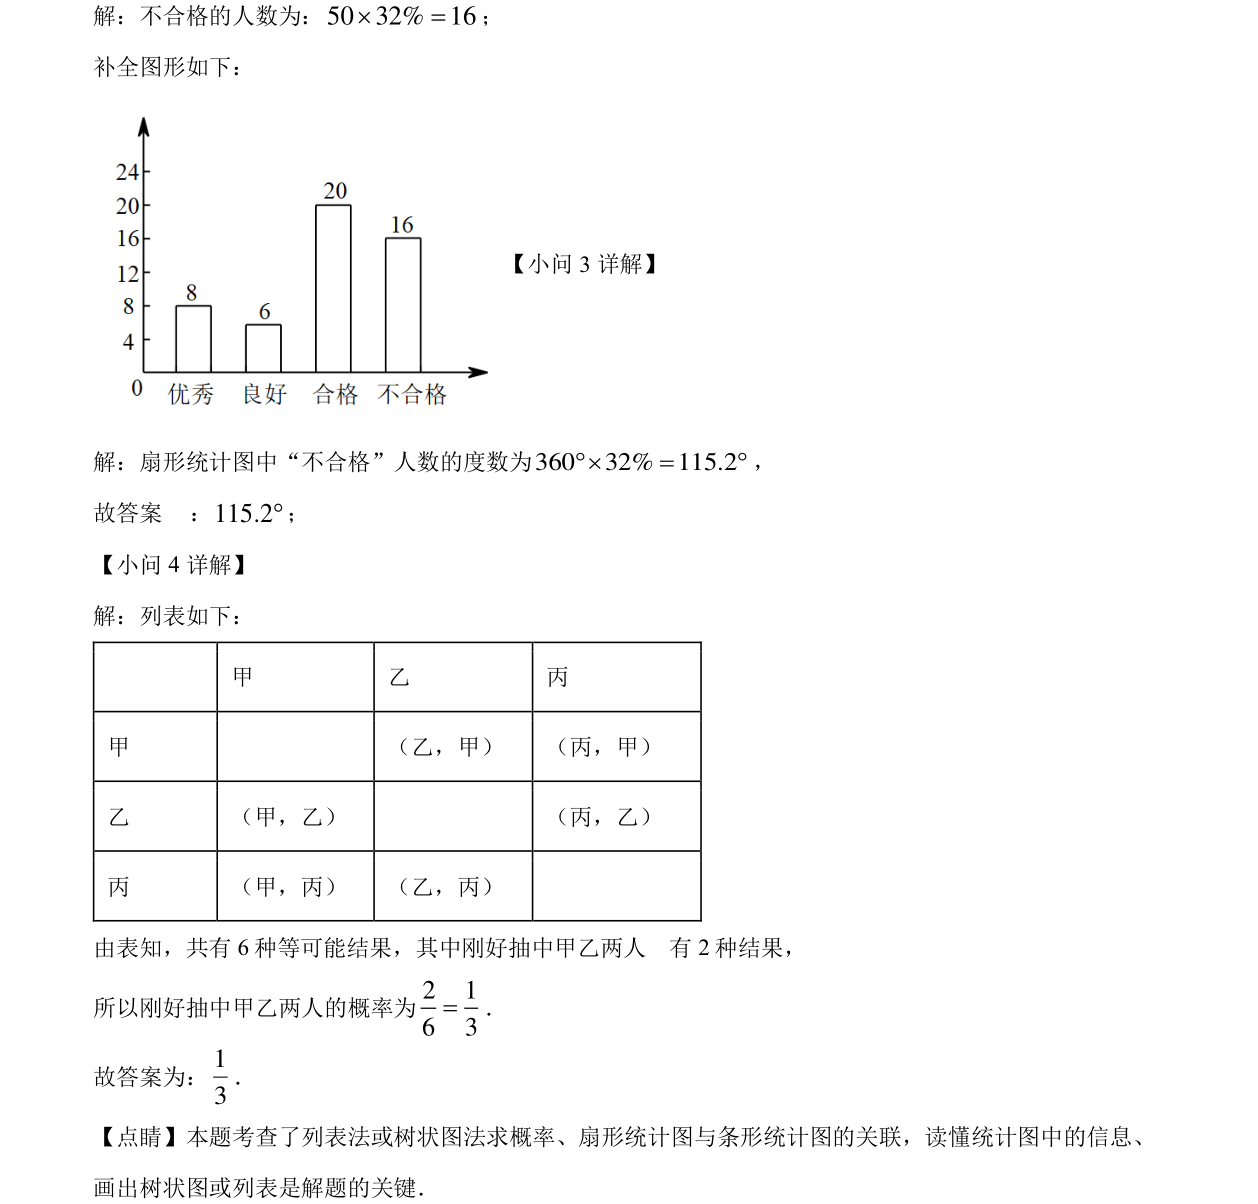 解：不合格的人数为：50×32%=16；
补全图形如下：
24
20
16
12
8
4
0
8
6
20
16
优秀 良好 合格 不合格
【小问 3 详解】
解：扇形统计图中“不合格”人数的度数为360°×32%=115.2°，
故答案 ：115.2°；
【小问 4 详解】
解：列表如下：
甲 乙 丙
甲 （乙，甲） （丙，甲）
乙 （甲，乙） （丙，乙）
丙 （甲，丙） （乙，丙）
由表知，共有 6 种等可能结果，其中刚好抽中甲乙两人 有 2 种结果，
所以刚好抽中甲乙两人的概率为2/6=1/3．
故答案为：1/3．
【点睛】本题考查了列表法或树状图法求概率、扇形统计图与条形统计图的关联，读懂统计图中的信息、
画出树状图或列表是解题的关键．